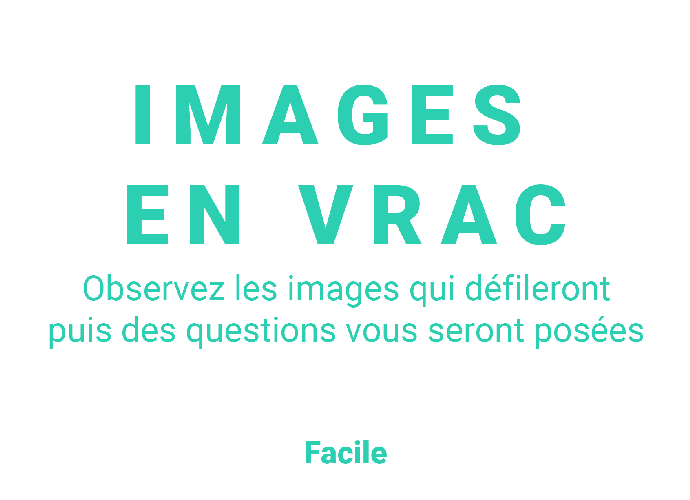 IMAGES
EN VRAC
Observez les images qui défileront
puis des questions vous seront posées
Facile